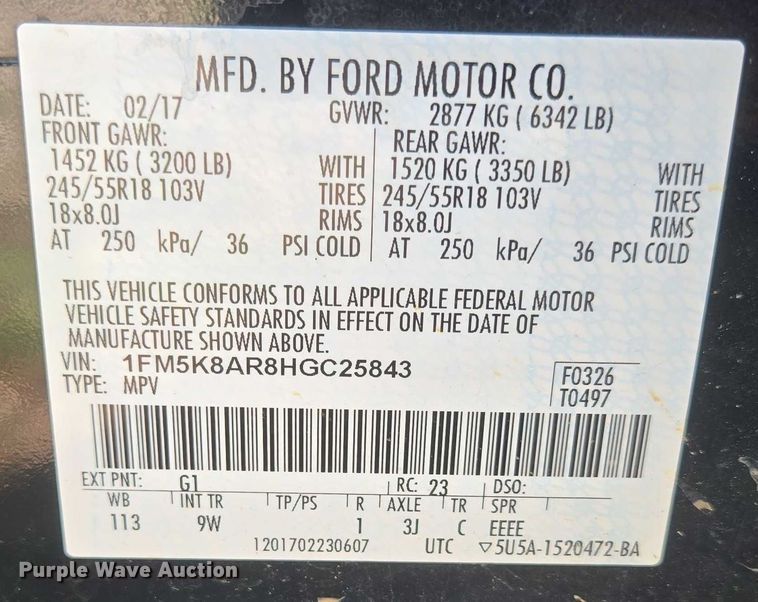 MFD. BY FORD MOTOR CO.
DATE: 02/17 GVWR: 2877 KG ( 6342 LB)
FRONT GAWR: REAR GAWR:
1452 KG ( 3200 LB) WITH 1520 KG ( 3350 LB) WITH
245/55R18 103V TIRES 245/55R18 103V TIRES
18x8.0J RIMS 18x8.0J RIMS
AT 250 kPa/ 36 PSI COLD AT 250 kPa/ 36 PSI COLD
THIS VEHICLE CONFORMS TO ALL APPLICABLE FEDERAL MOTOR
VEHICLE SAFETY STANDARDS IN EFFECT ON THE DATE OF
MANUFACTURE SHOWN ABOVE.
VIN: 1FM5K8AR8HGC25843 F0326
TYPE: MPV T0497
EXT PNT: G1 RC: 23 DSO:
WB INT TR TP/PS R AXLE TR SPR
113 9W 1 3J C EEEE
1201702230607 UTC ▽5U5A-1520472-BA
Purple Wave Auction